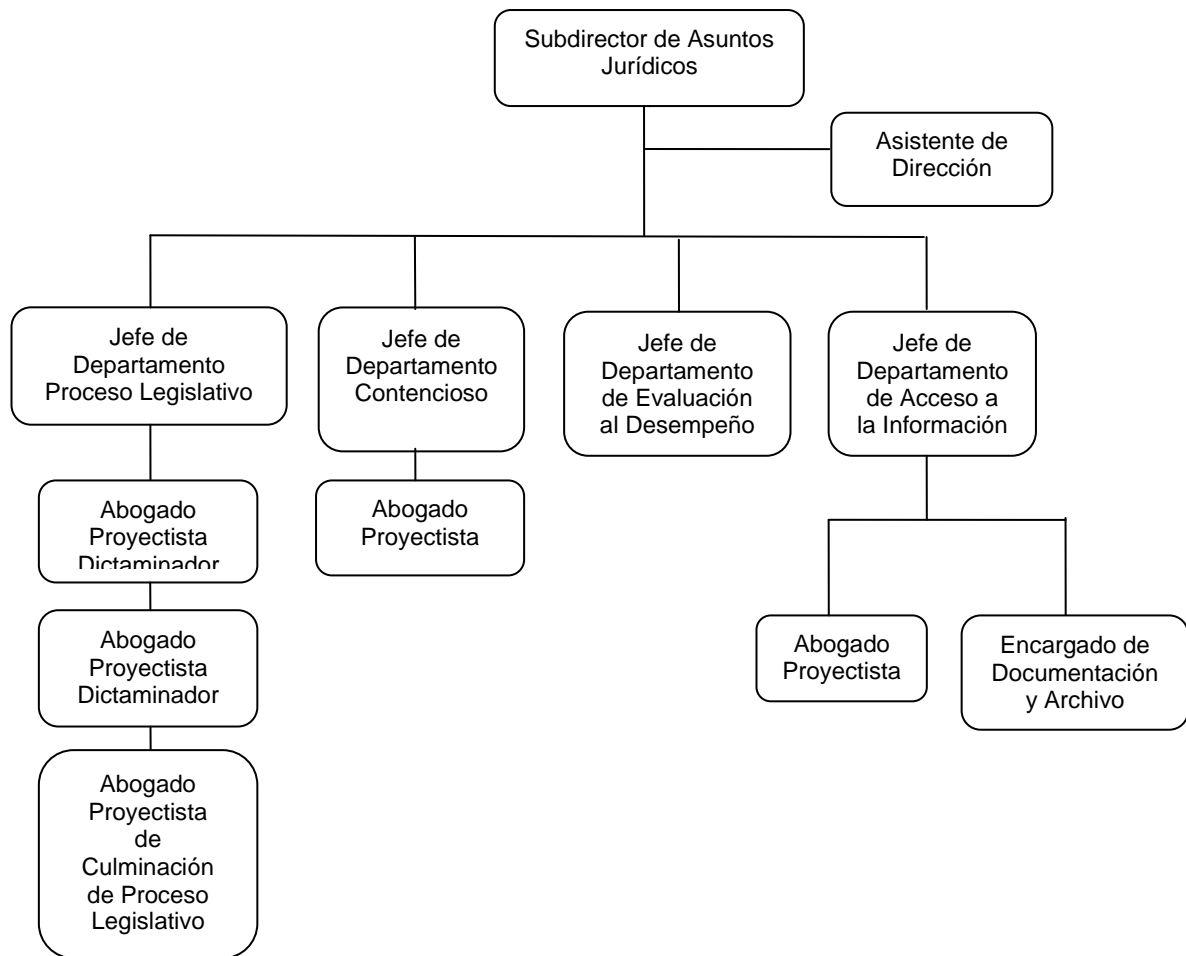 Subdirector de Asuntos
Jurídicos
Asistente de
Dirección
Jefe de
Departamento
Proceso Legislativo
Jefe de
Departamento
Contencioso
Jefe de
Departamento
de Evaluación
al Desempeño
Jefe de
Departamento
de Acceso a
la Información
Abogado
Proyectista
Dictaminador
Abogado
Proyectista
Abogado
Proyectista
Dictaminador
Abogado
Proyectista
Encargado de
Documentación
y Archivo
Abogado
Proyectista
de
Culminación
de Proceso
Legislativo